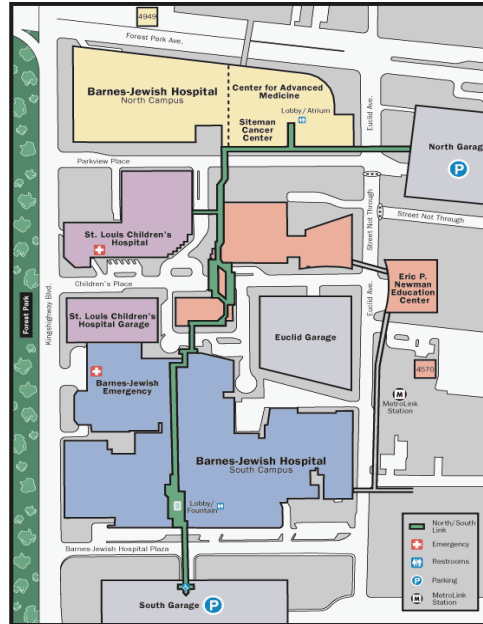 4949
Forest Park Ave.
Barnes-Jewish Hospital
North Campus
Center for Advanced
Medicine
Lobby/Atrium
Siteman
Cancer
Center
Euclid Ave.
North Garag
P
Parkview Place
Street Not Through
Street Not Through
St. Louis Children's
Hospital
Children's Place
Eric P.
Newman
Education
Center
Kingshighway Blvd.
Forest Park
St. Louis Children's
Hospital Garage
Euclid Garage
Euclid Ave.
4570
M
MetroLink
Station
Barnes-Jewish
Emergency
Barnes-Jewish Hospital
South Campus
Lobby/
Fountain
Barnes-Jewish Hospital Plaza
South Garage P
North/South
Link
Emergency
Restrooms
P Parking
M MetroLink
Station